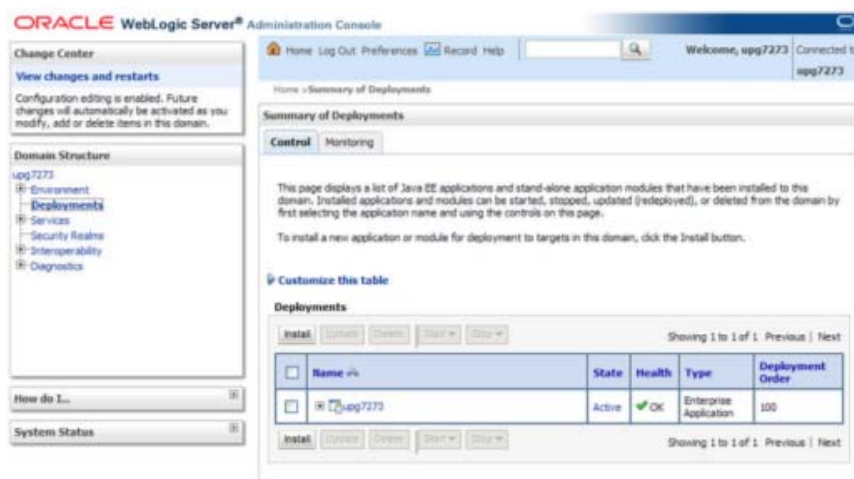 ORACLE WebLogic Server® Administration Console
Change Center
View changes and restarts
Configuration editing is enabled. Future
changes will automatically be activated as you
modify, add or delete items in this domain.
Domain Structure
upg7273
Environment
Deployments
Services
Security Realms
Interoperability
Diagnostics
How do I...
System Status
Home Log Out Preferences Record Help
Welcome, upg7273
Connected t
upg7273
Home >Summary of Deployments
Summary of Deployments
Control Monitoring
This page displays a list of Java EE applications and stand-alone application modules that have been installed to this
domain. Installed applications and modules can be started, stopped, updated (redeployed), or deleted from the domain by
first selecting the application name and using the controls on this page.
To install a new application or module for deployment to targets in this domain, click the Install button.
Customize this table
Deployments
Install Update Delete Start Stop Showing 1 to 1 of 1 Previous | Next
Name State Health Type Deployment Order
upg7273 Active OK Enterprise Application 100
Install Update Delete Start Stop Showing 1 to 1 of 1 Previous | Next